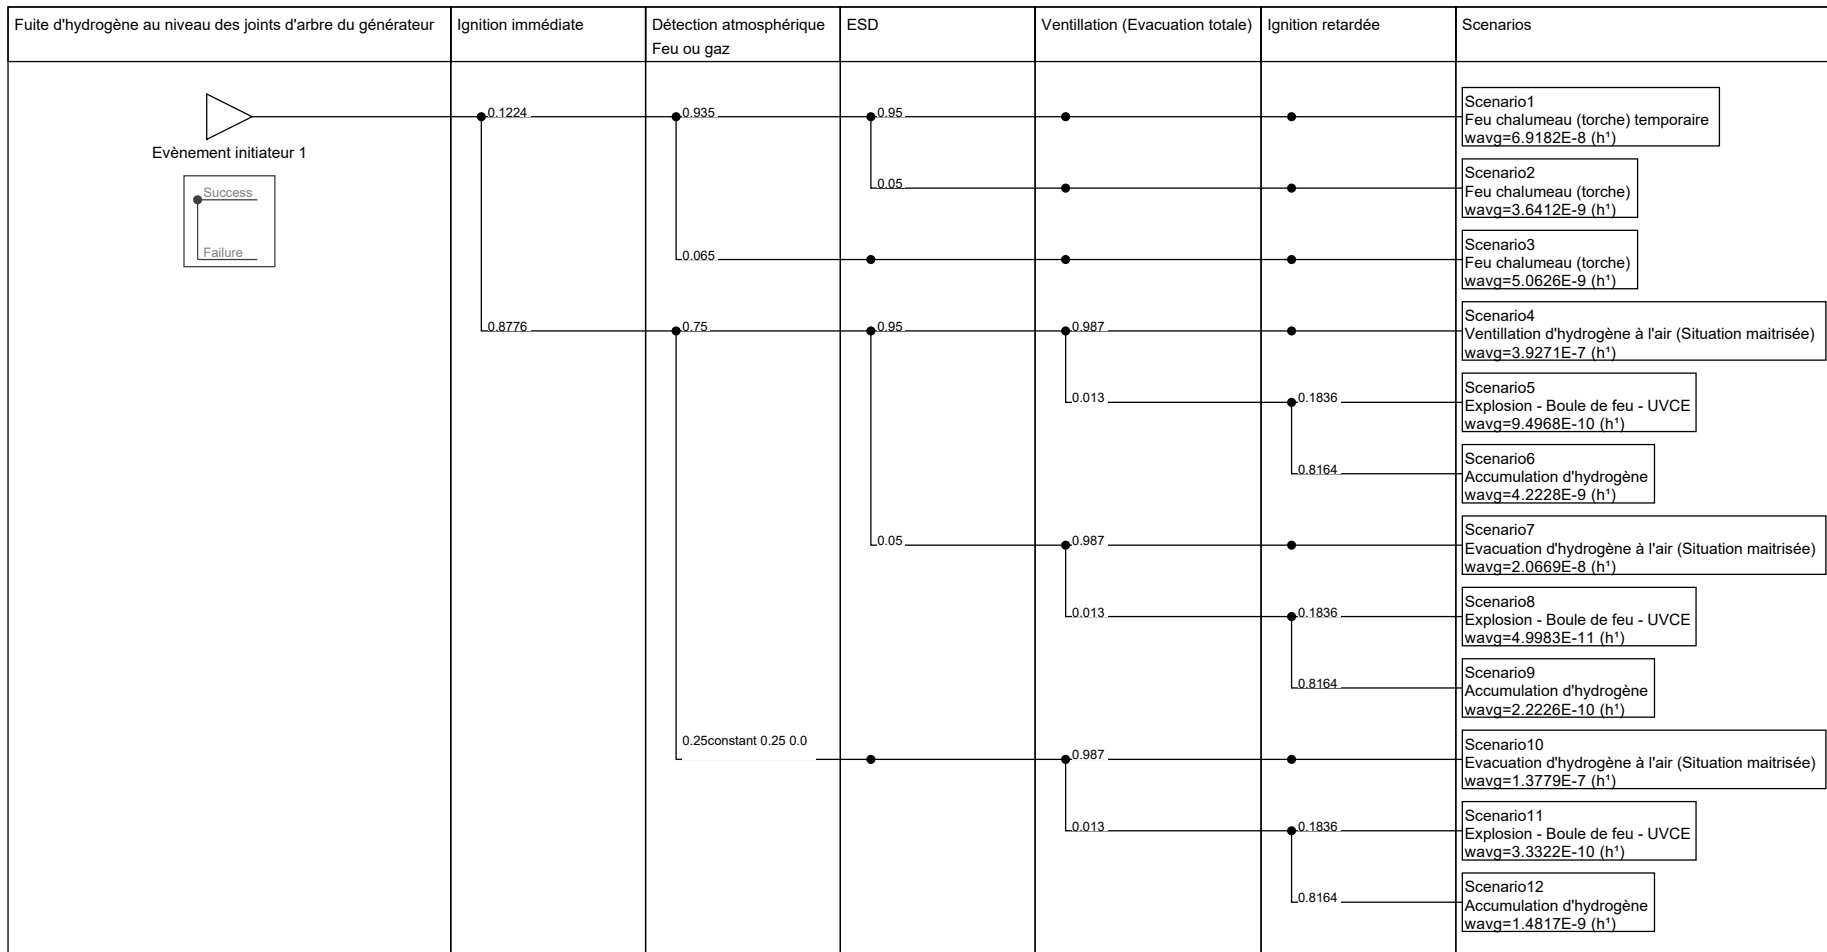 Fuite d'hydrogène au niveau des joints d'arbre du générateur
Ignition immédiate
Détection atmosphérique
Feu ou gaz
ESD
Ventillation (Evacuation totale)
Ignition retardée
Scenarios
Evènement initiateur 1
Success
Failure
0.1224
0.935
0.95
Scenario1
Feu chalumeau (torche) temporaire
wavg=6.9182E-8 (h¹)
0.05
Scenario2
Feu chalumeau (torche)
wavg=3.6412E-9 (h¹)
0.065
Scenario3
Feu chalumeau (torche)
wavg=5.0626E-9 (h¹)
0.8776
0.75
0.95
0.987
Scenario4
Ventillation d'hydrogène à l'air (Situation maitrisée)
wavg=3.9271E-7 (h¹)
0.013
0.1836
Scenario5
Explosion - Boule de feu - UVCE
wavg=9.4968E-10 (h¹)
0.8164
Scenario6
Accumulation d'hydrogène
wavg=4.2228E-9 (h¹)
0.05
0.987
Scenario7
Evacuation d'hydrogène à l'air (Situation maitrisée)
wavg=2.0669E-8 (h¹)
0.013
0.1836
Scenario8
Explosion - Boule de feu - UVCE
wavg=4.9983E-11 (h¹)
0.8164
Scenario9
Accumulation d'hydrogène
wavg=2.2226E-10 (h¹)
0.25constant 0.25 0.0
0.987
Scenario10
Evacuation d'hydrogène à l'air (Situation maitrisée)
wavg=1.3779E-7 (h¹)
0.013
0.1836
Scenario11
Explosion - Boule de feu - UVCE
wavg=3.3322E-10 (h¹)
0.8164
Scenario12
Accumulation d'hydrogène
wavg=1.4817E-9 (h¹)